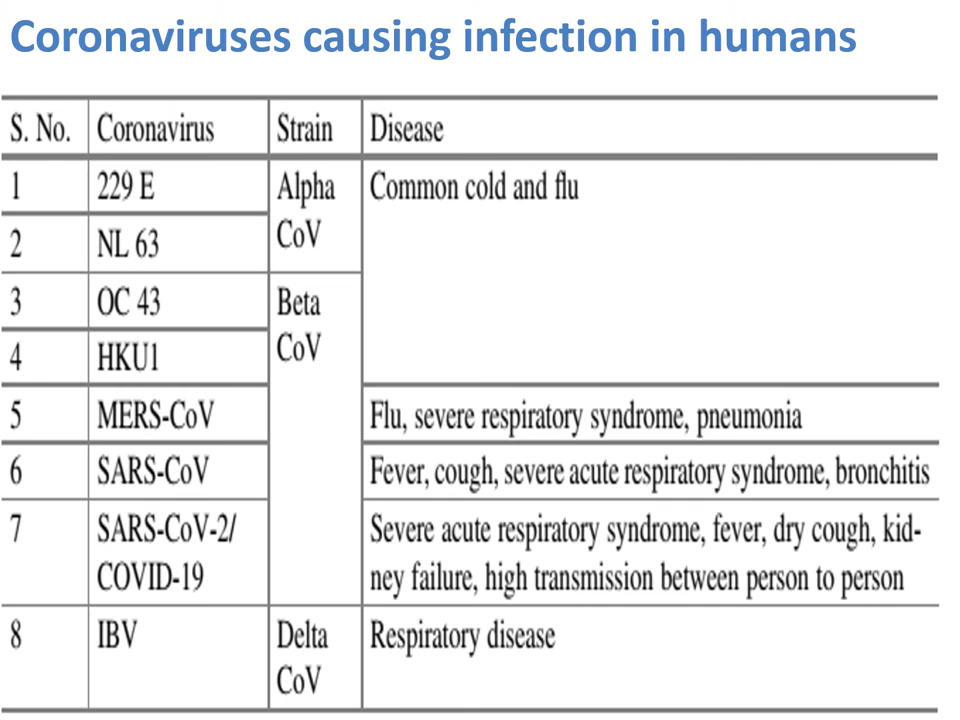 Coronaviruses causing infection in humans
S. No. Coronavirus Strain Disease
1 229 E Alpha Common cold and flu
CoV
2 NL 63
3 OC 43 Beta
CoV
4 HKU1
5 MERS-CoV Flu, severe respiratory syndrome, pneumonia
6 SARS-CoV Fever, cough, severe acute respiratory syndrome, bronchitis
7 SARS-CoV-2/ Severe acute respiratory syndrome, fever, dry cough, kid-
COVID-19 ney failure, high transmission between person to person
8 IBV Delta Respiratory disease
CoV